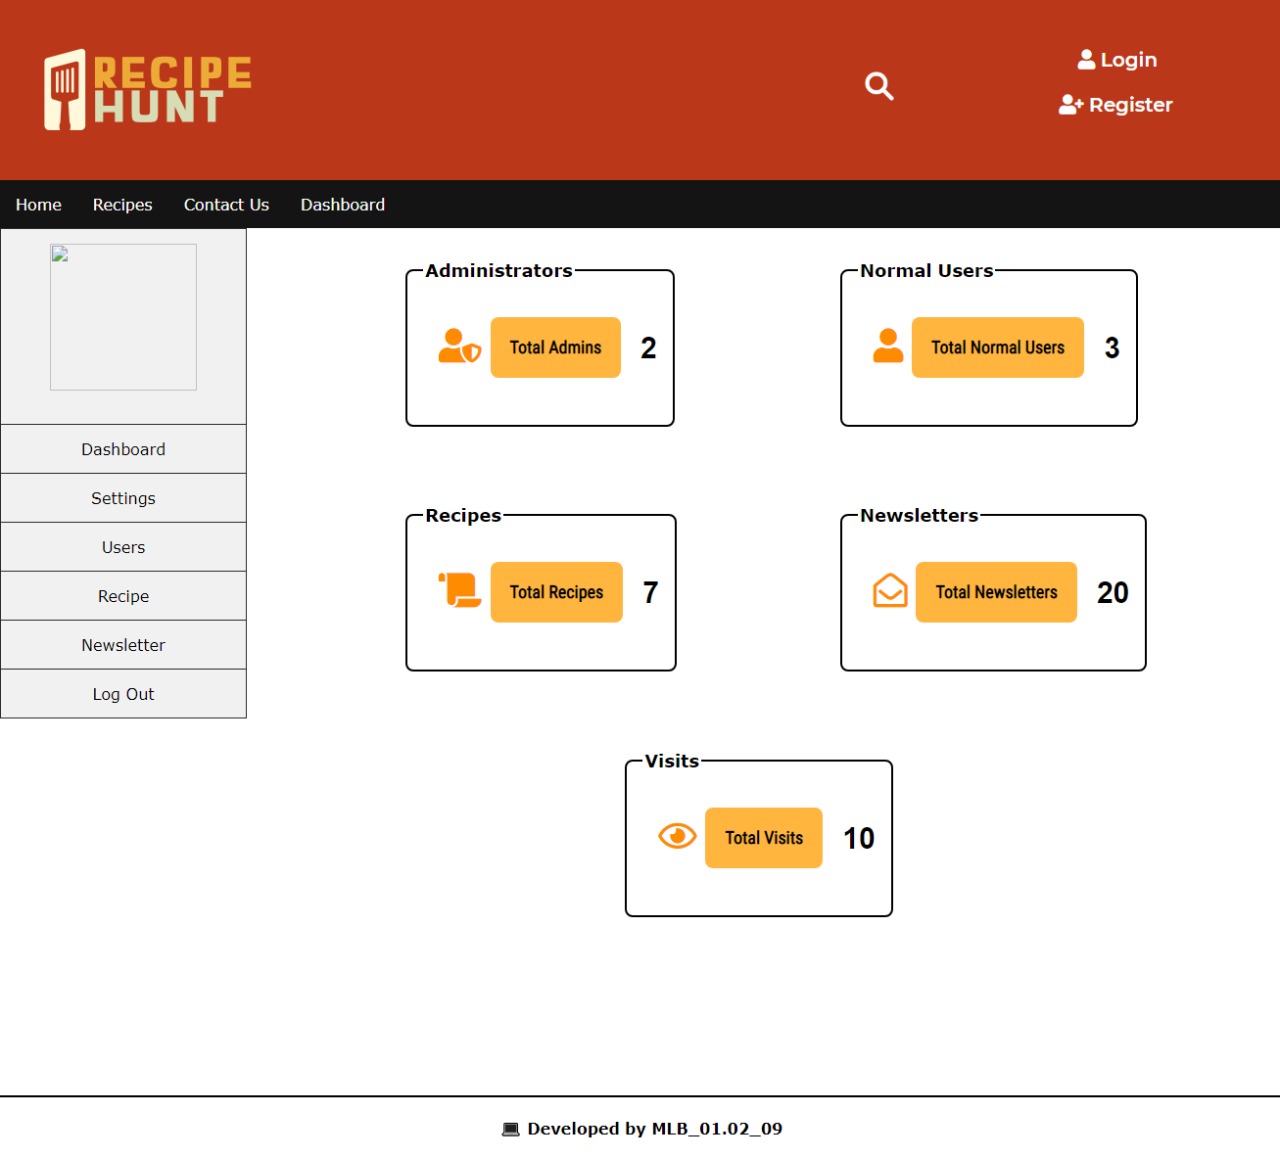 RECIPE
HUNT
Login
Register
Home Recipes Contact Us Dashboard
Dashboard
Settings
Users
Recipe
Newsletter
Log Out
Administrators
Total Admins 2
Normal Users
Total Normal Users 3
Recipes
Total Recipes 7
Newsletters
Total Newsletters 20
Visits
Total Visits 10
💻 Developed by MLB_01.02_09